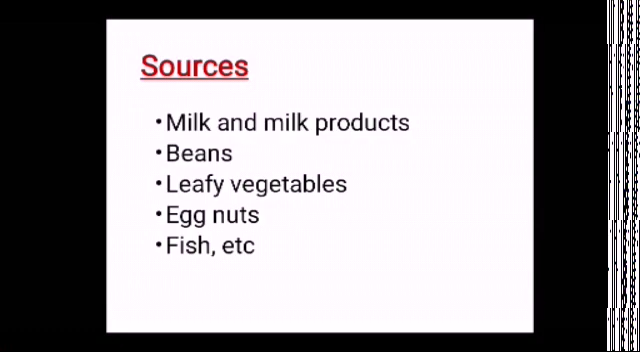 Sources
•Milk and milk products
•Beans
•Leafy vegetables
•Egg nuts
•Fish, etc